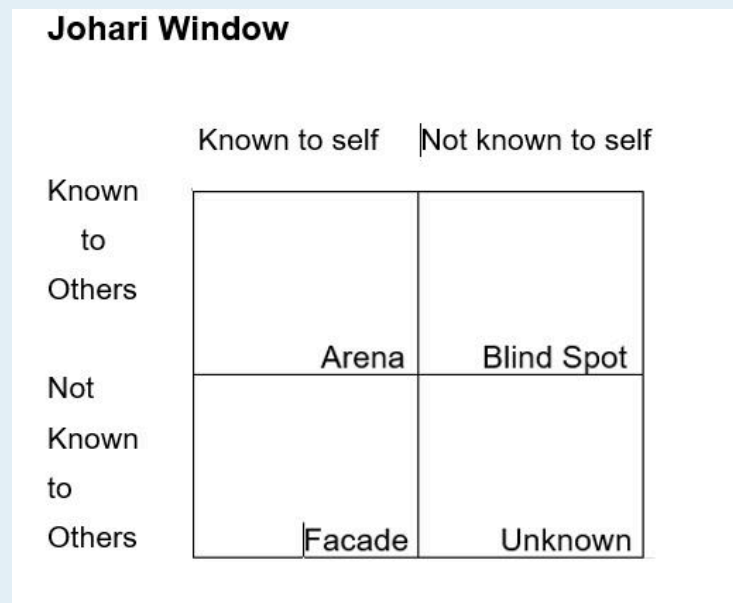 Johari Window
Known to self Not known to self
Known
to
Others
Arena Blind Spot
Not
Known
to
Others
Facade Unknown